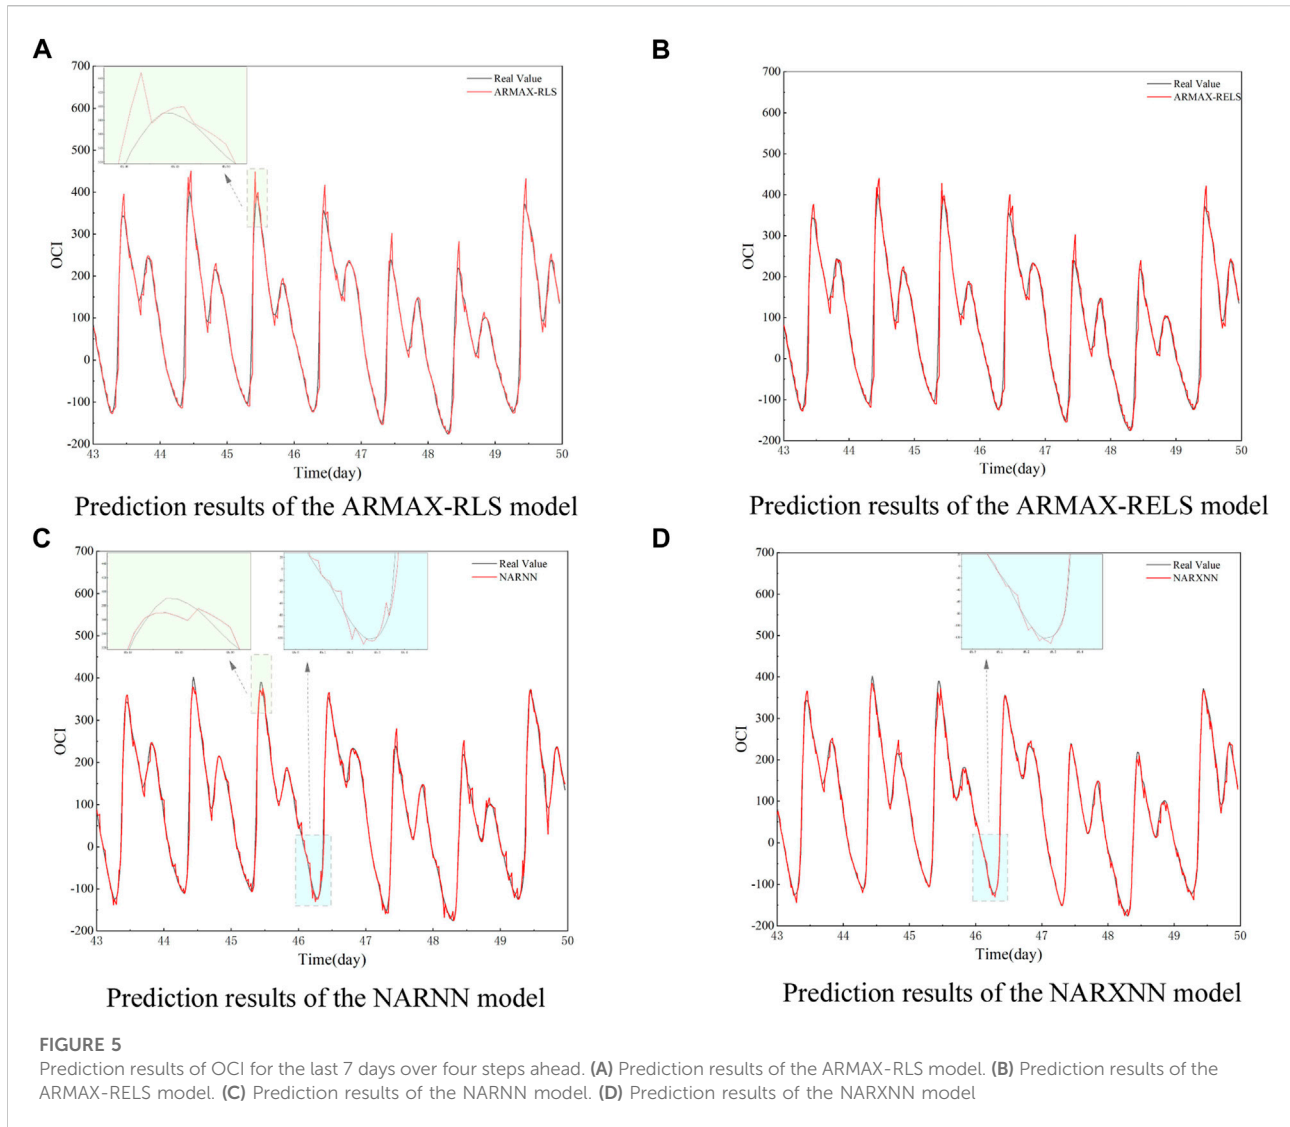 A
700
600
500
400
300
200
100
0
-100
-200
OCI
Real Value
ARMAX-RLS
43 44 45 46 47 48 49 50
Time(day)
Prediction results of the ARMAX-RLS model
B
700
600
500
400
300
200
100
0
-100
-200
OCI
Real Value
ARMAX-RELS
43 44 45 46 47 48 49 50
Time(day)
Prediction results of the ARMAX-RELS model
C
700
600
500
400
300
200
100
0
-100
-200
OCI
Real Value
NARNN
43 44 45 46 47 48 49 50
Time(day)
Prediction results of the NARNN model
D
700
600
500
400
300
200
100
0
-100
-200
OCI
Real Value
NARXNN
43 44 45 46 47 48 49 50
Time(day)
Prediction results of the NARXNN model
FIGURE 5
Prediction results of OCI for the last 7 days over four steps ahead. (A) Prediction results of the ARMAX-RLS model. (B) Prediction results of the
ARMAX-RELS model. (C) Prediction results of the NARNN model. (D) Prediction results of the NARXNN model